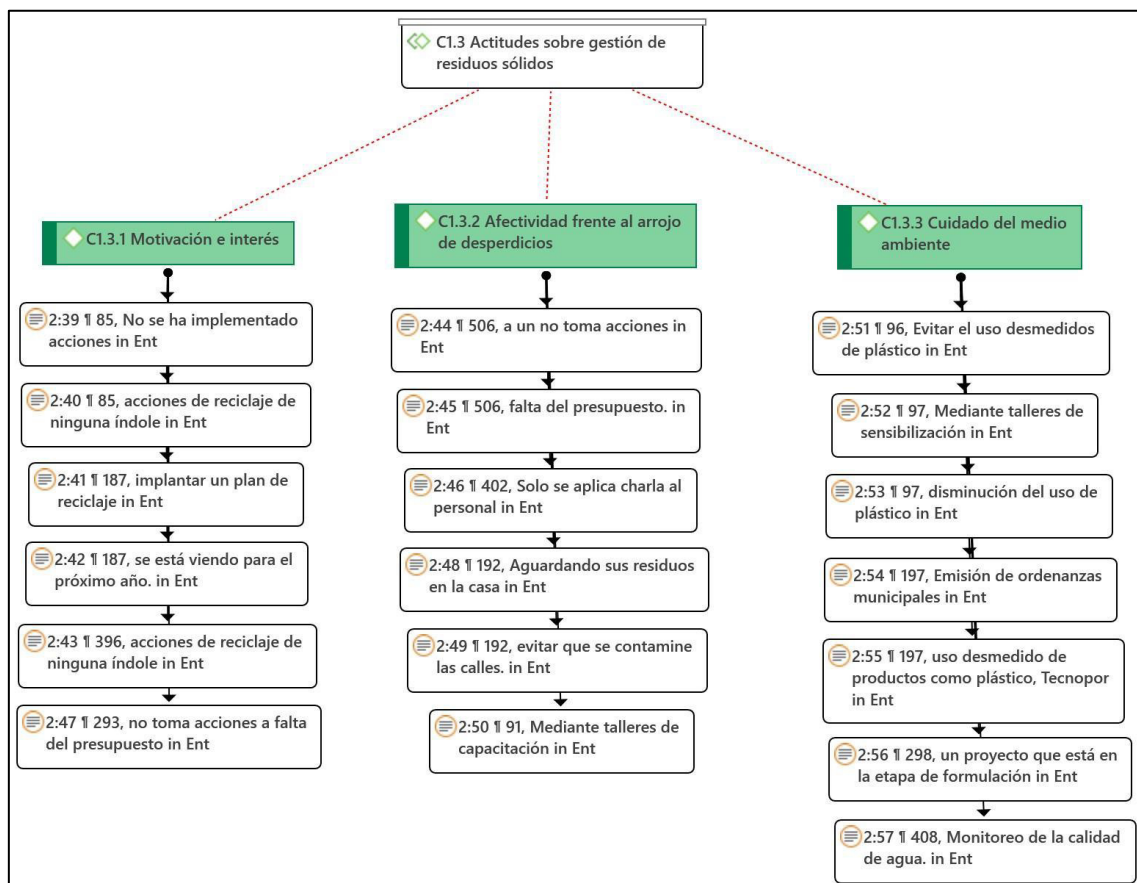 C1.3 Actitudes sobre gestión de
residuos sólidos
C1.3.1 Motivación e interés
2:39 ¶ 85, No se ha implementado
acciones in Ent
2:40 ¶ 85, acciones de reciclaje de
ninguna índole in Ent
2:41 ¶ 187, implantar un plan de
reciclaje in Ent
2:42 ¶ 187, se está viendo para el
próximo año. in Ent
2:43 ¶ 396, acciones de reciclaje de
ninguna índole in Ent
2:47 ¶ 293, no toma acciones a falta
del presupuesto in Ent
C1.3.2 Afectividad frente al arrojo
de desperdicios
2:44 ¶ 506, a un no toma acciones in
Ent
2:45 ¶ 506, falta del presupuesto. in
Ent
2:46 ¶ 402, Solo se aplica charla al
personal in Ent
2:48 ¶ 192, Aguardando sus residuos
en la casa in Ent
2:49 ¶ 192, evitar que se contamine
las calles. in Ent
2:50 ¶ 91, Mediante talleres de
capacitación in Ent
C1.3.3 Cuidado del medio
ambiente
2:51 ¶ 96, Evitar el uso desmedidos
de plástico in Ent
2:52 ¶ 97, Mediante talleres de
sensibilización in Ent
2:53 ¶ 97, disminución del uso de
plástico in Ent
2:54 ¶ 197, Emisión de ordenanzas
municipales in Ent
2:55 ¶ 197, uso desmedido de
productos como plástico, Tecnopor
in Ent
2:56 ¶ 298, un proyecto que está en
la etapa de formulación in Ent
2:57 ¶ 408, Monitoreo de la calidad
de agua. in Ent